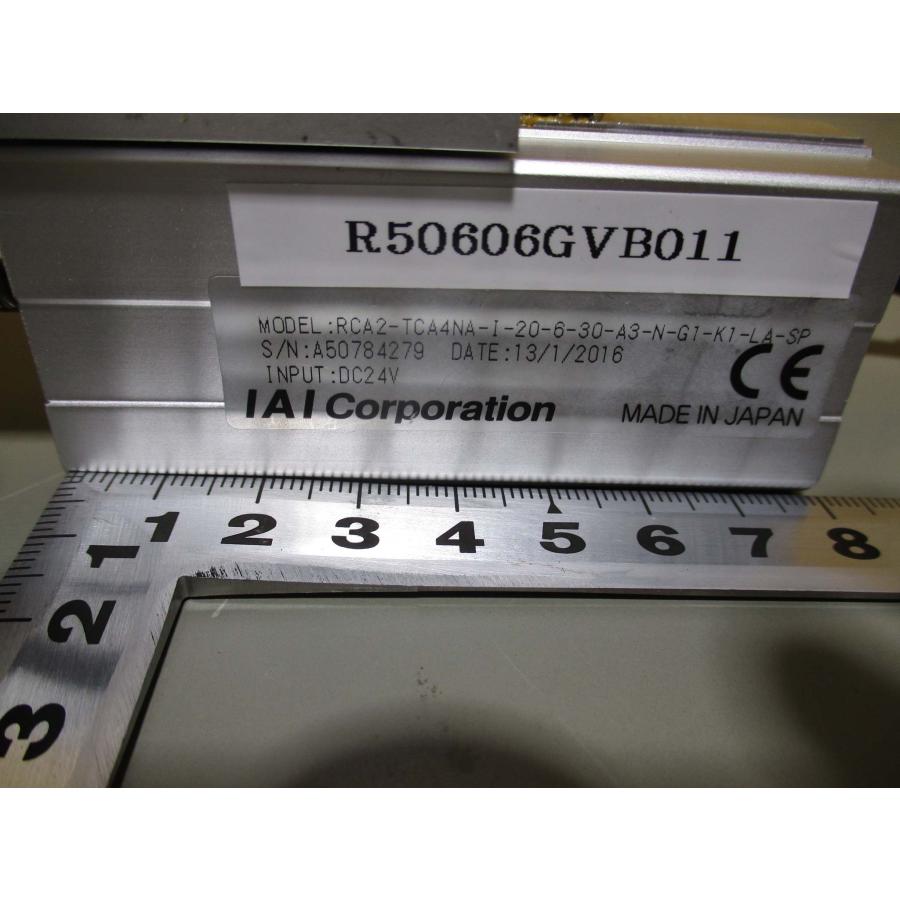 R50606GVB011
MODEL:RCA2-TCA4NA-I-20-6-30-A3-N-G1-K1-LA-SP
S/N:A50784279 DATE:13/1/2016
INPUT:DC24V
CE
IAI Corporation
MADE IN JAPAN
1 2 3 4 5 6 7 8
1
2
3